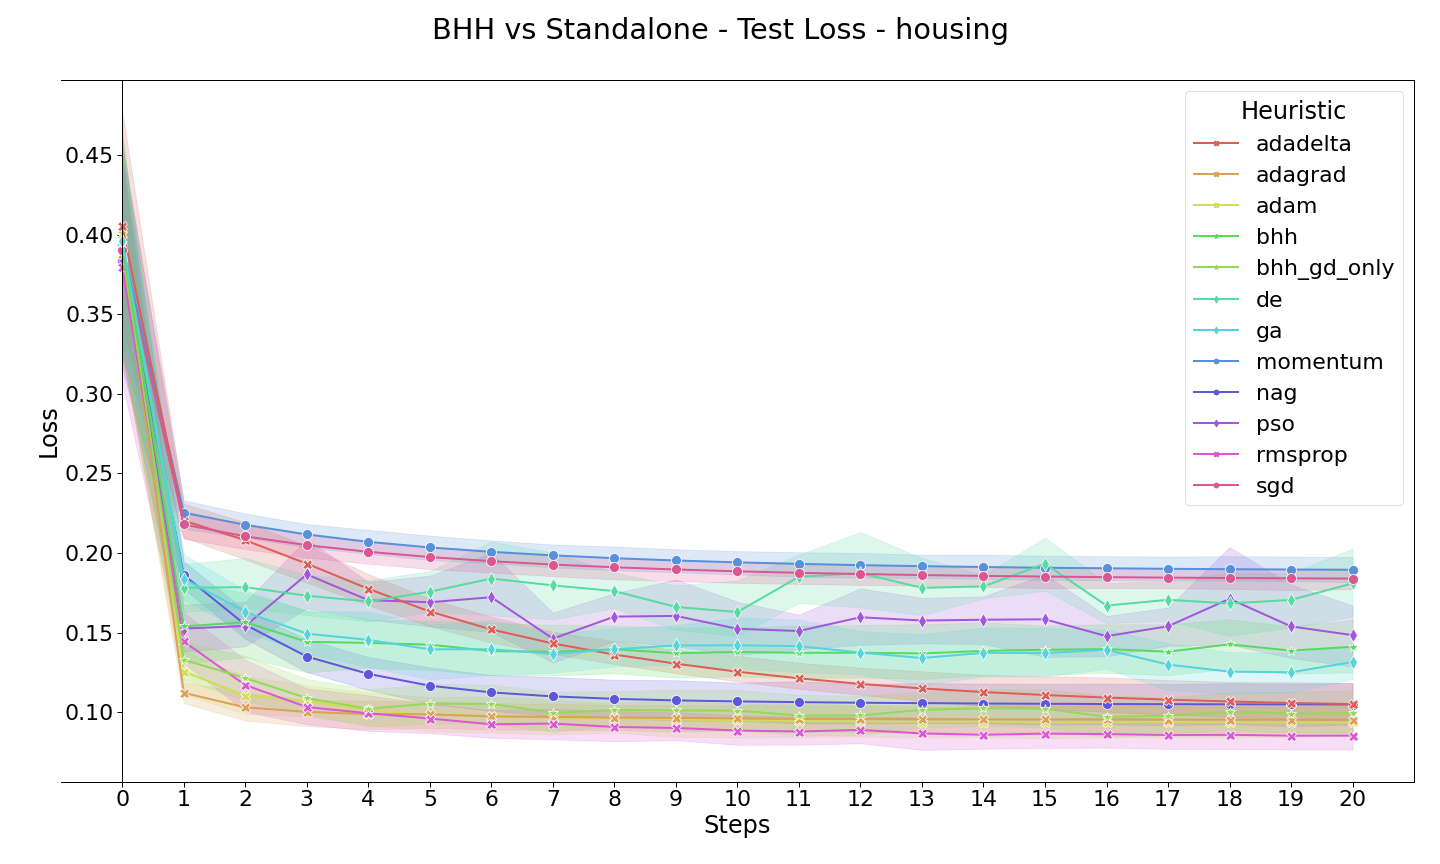 BHH vs Standalone - Test Loss - housing
Heuristic
adadelta
adagrad
adam
bhh
bhh_gd_only
de
ga
momentum
nag
pso
rmsprop
sgd
Loss
0.45
0.40
0.35
0.30
0.25
0.20
0.15
0.10
0 1 2 3 4 5 6 7 8 9 10 11 12 13 14 15 16 17 18 19 20
Steps